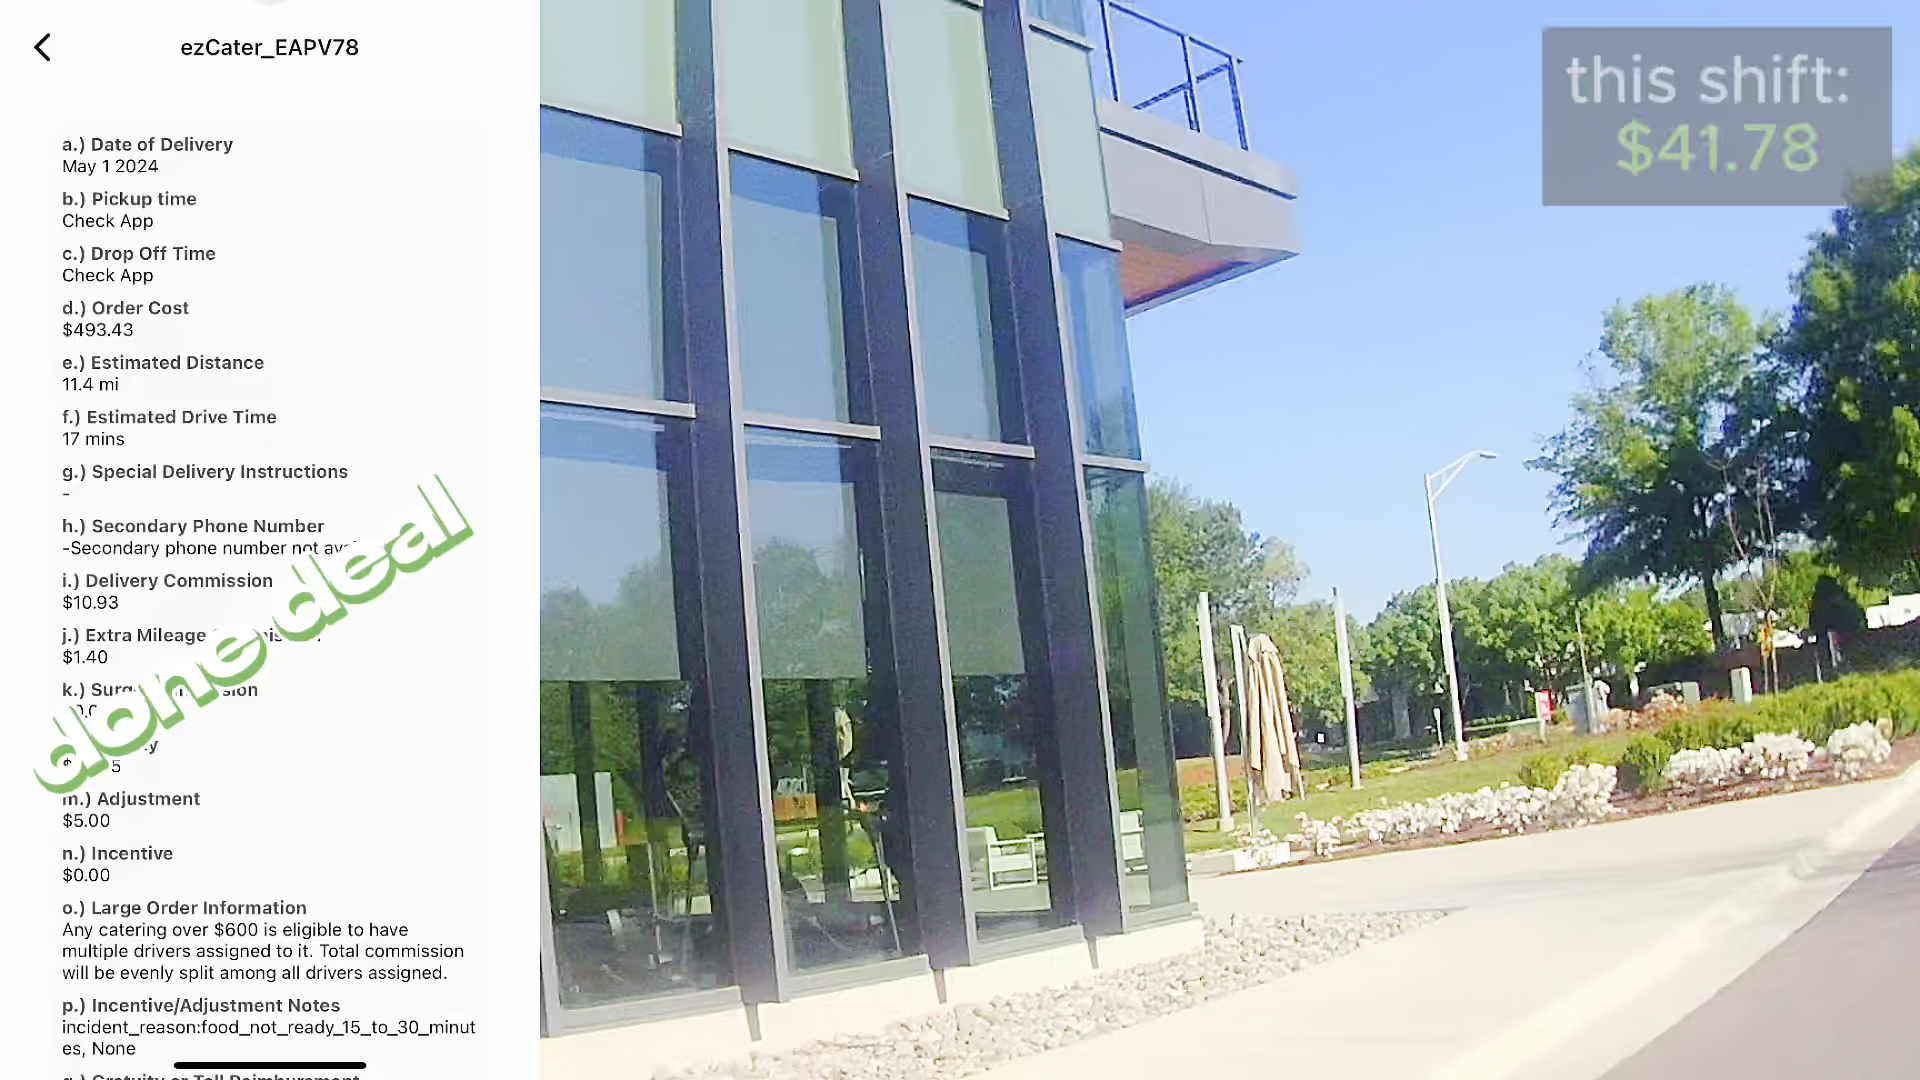 ezCater_EAPV78
a.) Date of Delivery
May 1 2024
b.) Pickup time
Check App
c.) Drop Off Time
Check App
d.) Order Cost
$493.43
e.) Estimated Distance
11.4 mi
f.) Estimated Drive Time
17 mins
g.) Special Delivery Instructions
-
h.) Secondary Phone Number
-Secondary phone number not
i.) Delivery Commission
$10.93
j.) Extra Mileage
$1.40
k.)
m.) Adjustment
$5.00
n.) Incentive
$0.00
o.) Large Order Information
Any catering over $600 is eligible to have
multiple drivers assigned to it. Total commission
will be evenly split among all drivers assigned.
p.) Incentive/Adjustment Notes
incident_reason:food_not_ready_15_to_30_minut
es, None
done deal
this shift:
$41.78